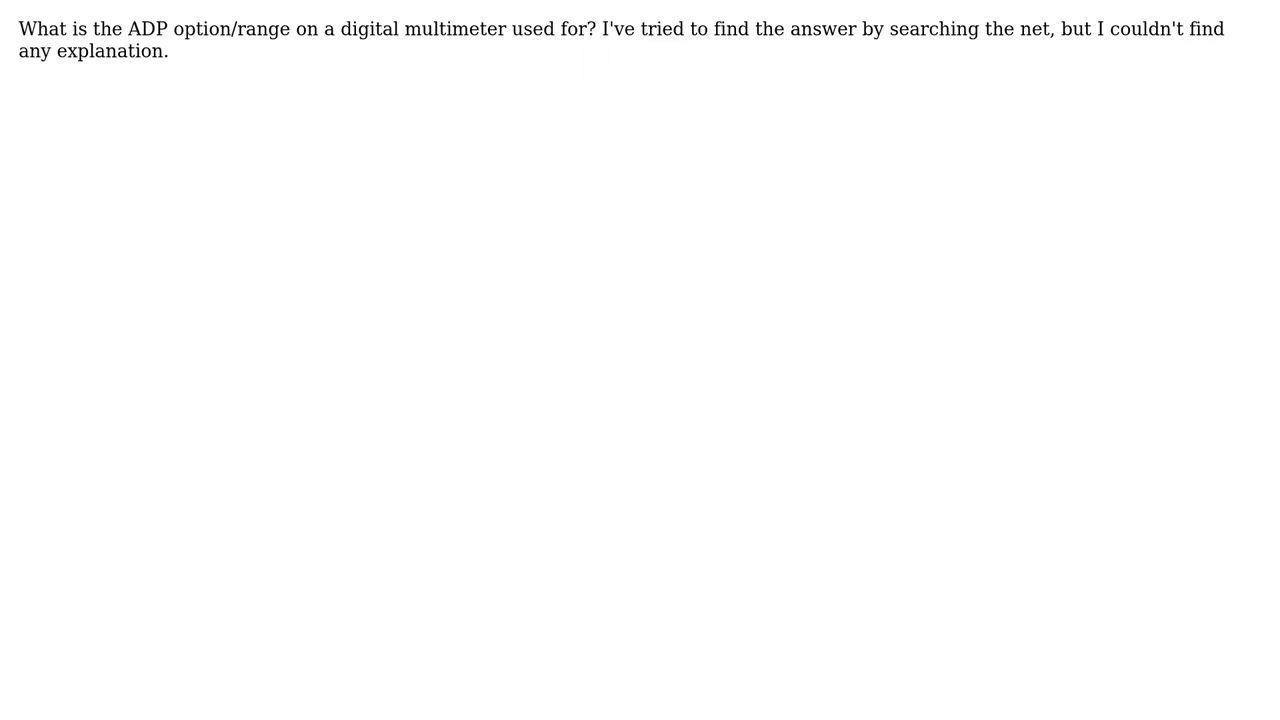 What is the ADP option/range on a digital multimeter used for? I've tried to find the answer by searching the net, but I couldn't find
any explanation.